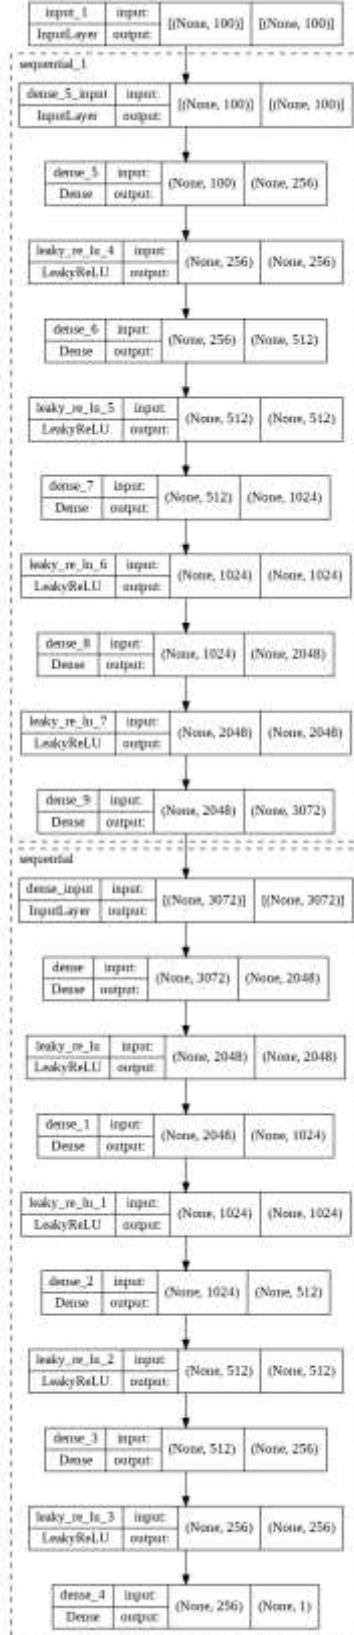 input_1 input: [(None, 100)] [(None, 100)]
InputLayer output:
sequential_1
dense_5_input input: [(None, 100)] [(None, 100)]
InputLayer output:
dense_5 input: (None, 100) (None, 256)
Dense output:
leaky_re_lu_4 input: (None, 256) (None, 256)
LeakyReLU output:
dense_6 input: (None, 256) (None, 512)
Dense output:
leaky_re_lu_5 input: (None, 512) (None, 512)
LeakyReLU output:
dense_7 input: (None, 512) (None, 1024)
Dense output:
leaky_re_lu_6 input: (None, 1024) (None, 1024)
LeakyReLU output:
dense_8 input: (None, 1024) (None, 2048)
Dense output:
leaky_re_lu_7 input: (None, 2048) (None, 2048)
LeakyReLU output:
dense_9 input: (None, 2048) (None, 3072)
Dense output:
sequential
dense_input input: [(None, 3072)] [(None, 3072)]
InputLayer output:
dense input: (None, 3072) (None, 2048)
Dense output:
leaky_re_lu input: (None, 2048) (None, 2048)
LeakyReLU output:
dense_1 input: (None, 2048) (None, 1024)
Dense output:
leaky_re_lu_1 input: (None, 1024) (None, 1024)
LeakyReLU output:
dense_2 input: (None, 1024) (None, 512)
Dense output:
leaky_re_lu_2 input: (None, 512) (None, 512)
LeakyReLU output:
dense_3 input: (None, 512) (None, 256)
Dense output:
leaky_re_lu_3 input: (None, 256) (None, 256)
LeakyReLU output:
dense_4 input: (None, 256) (None, 1)
Dense output: